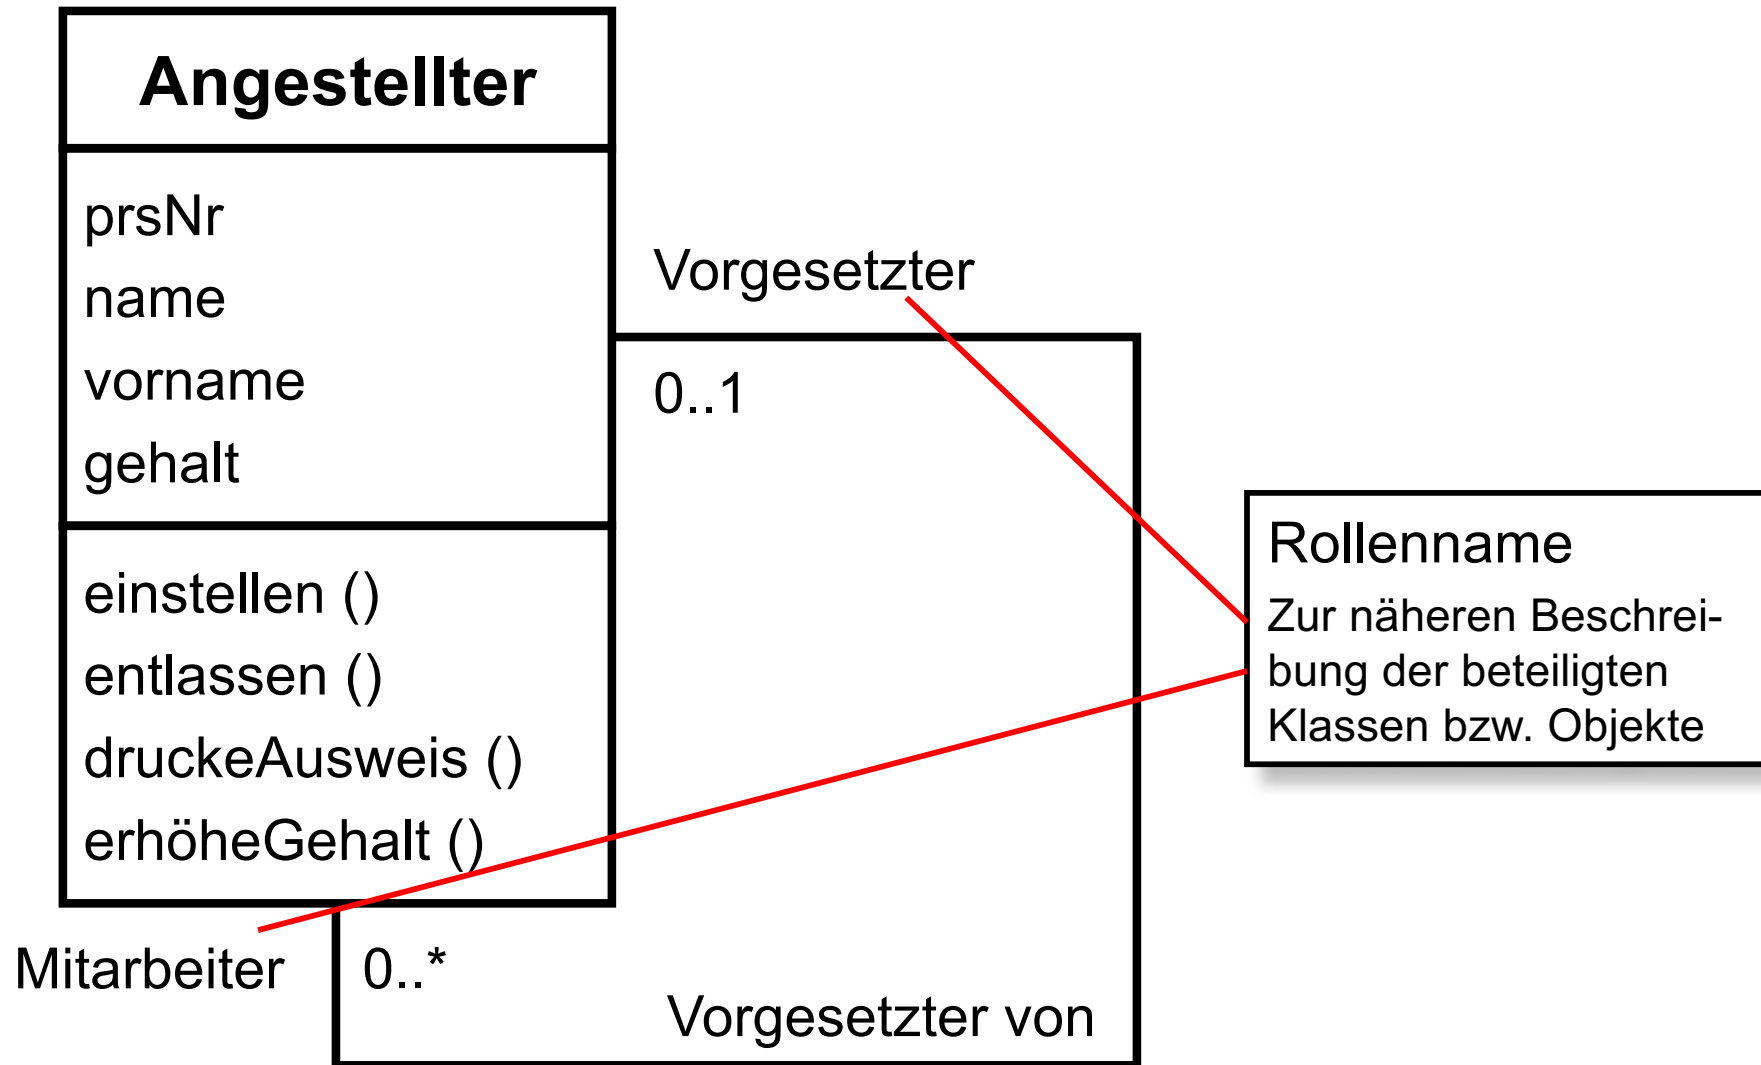 Angestellter
prsNr
name
vorname
gehalt
einstellen ()
entlassen ()
druckeAusweis ()
erhöheGehalt ()
Vorgesetzter
0..1
Rollenname
Zur näheren Beschrei-
bung der beteiligten
Klassen bzw. Objekte
Mitarbeiter
0..*
Vorgesetzter von